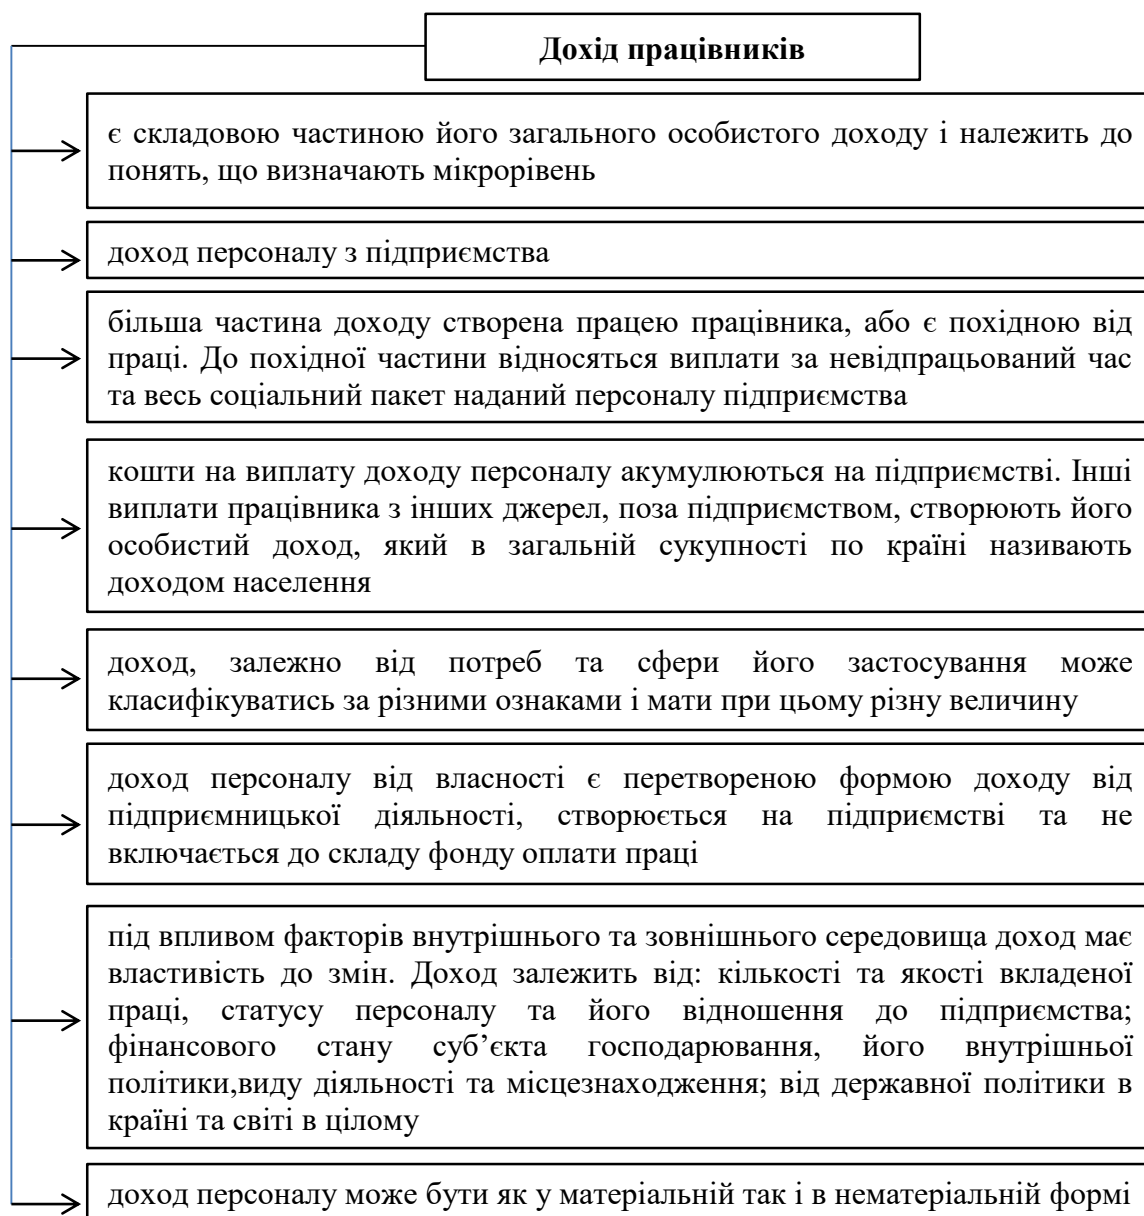 Дохід працівників
є складовою частиною його загального особистого доходу і належить до
понять, що визначають мікрорівень
доход персоналу з підприємства
більша частина доходу створена працею працівника, або є похідною від
праці. До похідної частини відносяться виплати за невідпрацьований час
та весь соціальний пакет наданий персоналу підприємства
кошти на виплату доходу персоналу акумулюються на підприємстві. Інші
виплати працівника з інших джерел, поза підприємством, створюють його
особистий доход, який в загальній сукупності по країні називають
доходом населення
доход, залежно від потреб та сфери його застосування може
класифікуватись за різними ознаками і мати при цьому різну величину
доход персоналу від власності є перетвореною формою доходу від
підприємницької діяльності, створюється на підприємстві та не
включається до складу фонду оплати праці
під впливом факторів внутрішнього та зовнішнього середовища доход має
властивість до змін. Доход залежить від: кількості та якості вкладеної
праці, статусу персоналу та його відношення до підприємства;
фінансового стану суб’єкта господарювання, його внутрішньої
політики,виду діяльності та місцезнаходження; від державної політики в
країні та світі в цілому
доход персоналу може бути як у матеріальній так і в нематеріальній формі